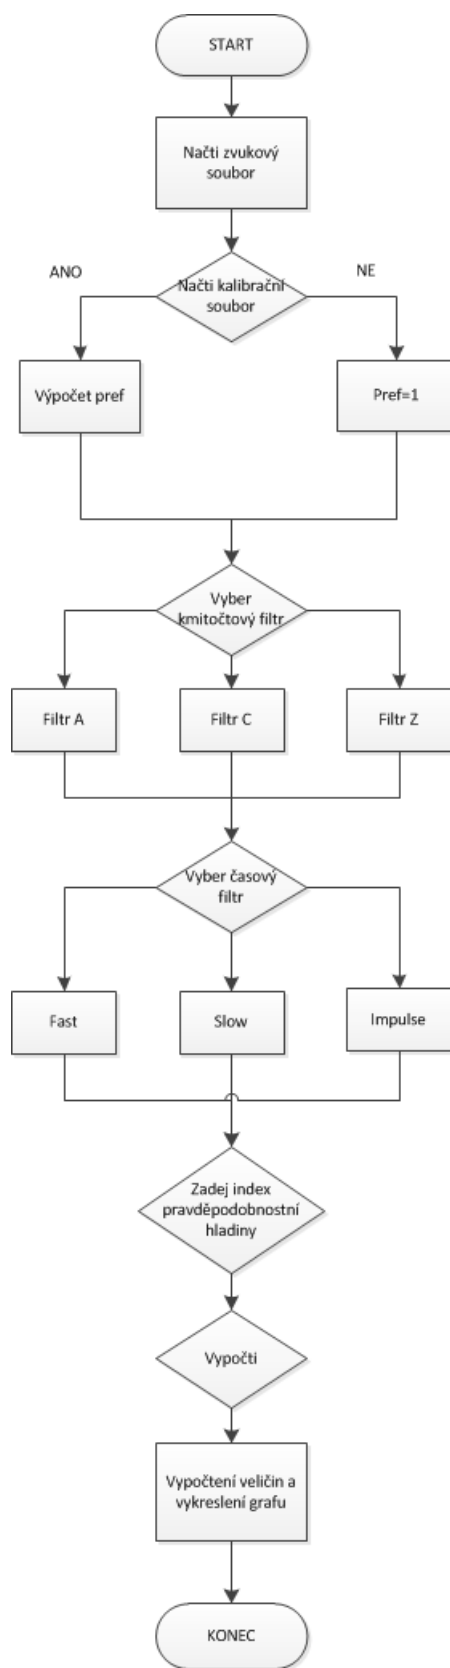 START
Načti zvukový
soubor
ANO
NE
Načti kalibrační
soubor
Výpočet pref
Pref=1
Vyber
kmitočtový filtr
Filtr A
Filtr C
Filtr Z
Vyber časový
filtr
Fast
Slow
Impulse
Zadej index
pravděpodobnostní
hladiny
Vypočti
Vypočtení veličin a
vykreslení grafu
KONEC